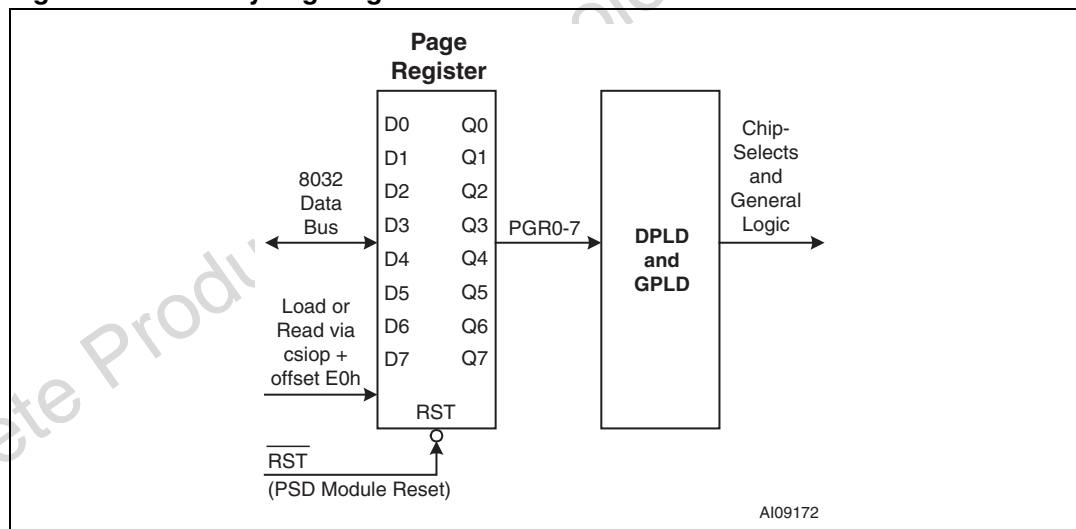 Page
Register
D0 Q0
D1 Q1
D2 Q2
D3 Q3
D4 Q4
D5 Q5
D6 Q6
D7 Q7
RST
8032
Data
Bus
Load or
Read via
csiop +
offset E0h
RST
(PSD Module Reset)
PGR0-7
DPLD
and
GPLD
Chip-
Selects
and
General
Logic
AI09172